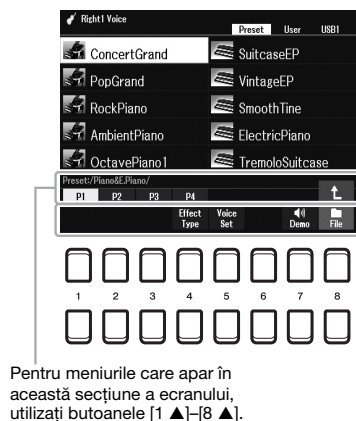 Right1 Voice
Preset User USB1
ConcertGrand SuitcaseEP
PopGrand VintageEP
RockPiano SmoothTine
AmbientPiano ElectricPiano
OctavePiano1 TremoloSuitcase
Preset:/Piano&E.Piano/
P1 P2 P3 P4
Effect Type Voice Set Demo File
1 2 3 4 5 6 7 8
Pentru meniurile care apar în
această secțiune a ecranului,
utilizați butoanele [1 ▲]–[8 ▲].